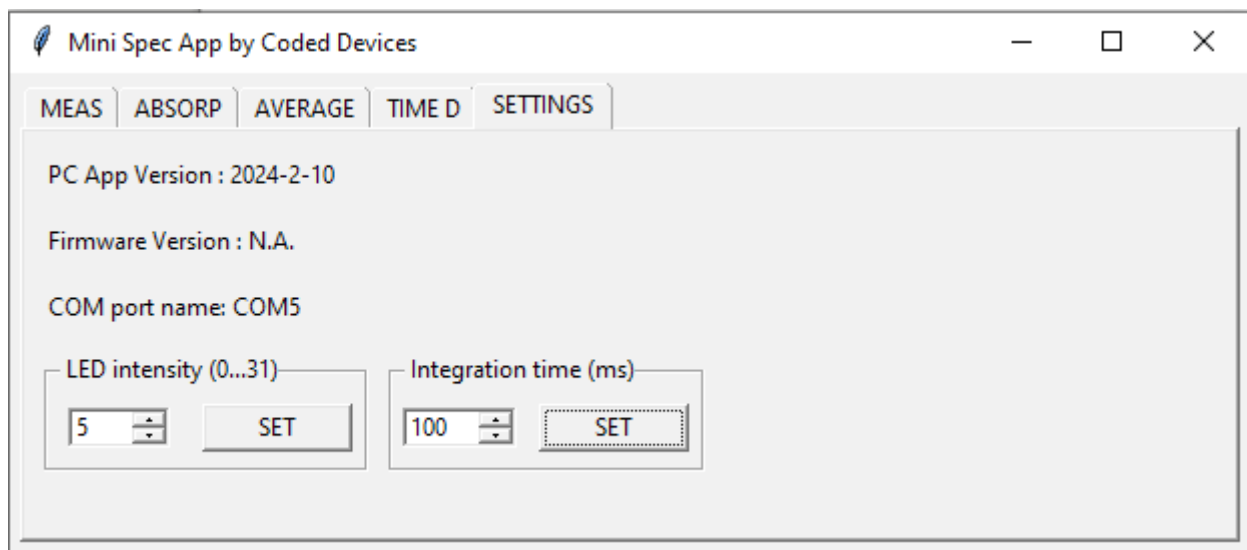 Mini Spec App by Coded Devices
MEAS ABSORP AVERAGE TIME D SETTINGS
PC App Version : 2024-2-10
Firmware Version : N.A.
COM port name: COM5
LED intensity (0...31) Integration time (ms)
5 SET 100 SET